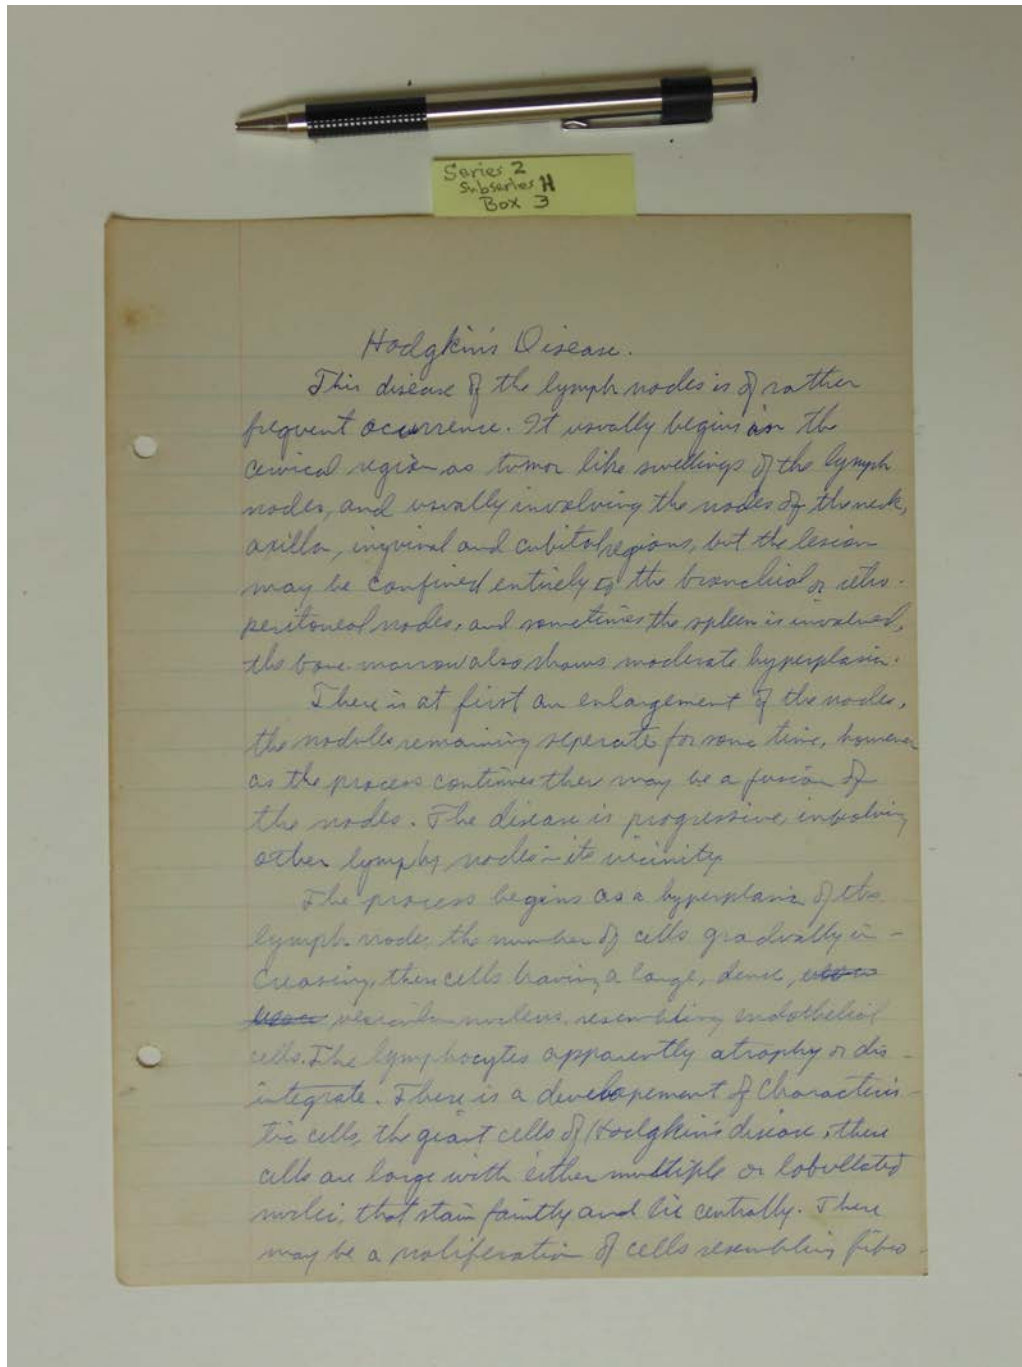 Series 2
Subseries H
Box 3
Hodgkin's Disease.
This disease of the lymph nodes is of rather
frequent ocurrence. It usually begins in the
cervical region as tumor like swellings of the lymph
nodes, and usually involving the nodes of the neck,
axilla, inguinal and cubital regions, but the lesion
may be confined entirely to the bronchial or retro-
peritoneal nodes, and sometimes the spleen is involved,
the bone marrow also shows moderate hyperplasia.
There is at first an enlargement of the nodes,
the nodules remaining seperate for some time, however
as the process continues ther may be a fusion of
the nodes. The disease is progressive, involving
other lymph nodes in its vicinity.
The process begins as a hyperplasia of the
lymph node, the number of cells gradually in-
creasing, these cells having a large, dense,
vesicular nucleus, resembling endothelial
cells. The lymphocytes apparently atrophy or dis-
integrate. There is a developement of characteris-
tic cells, the giant cells of Hodgkin's disease, these
cells are large with either multiple or lobullated
nuclei, that stain faintly and lie centrally. There
may be a proliferation of cells resembling fibro-